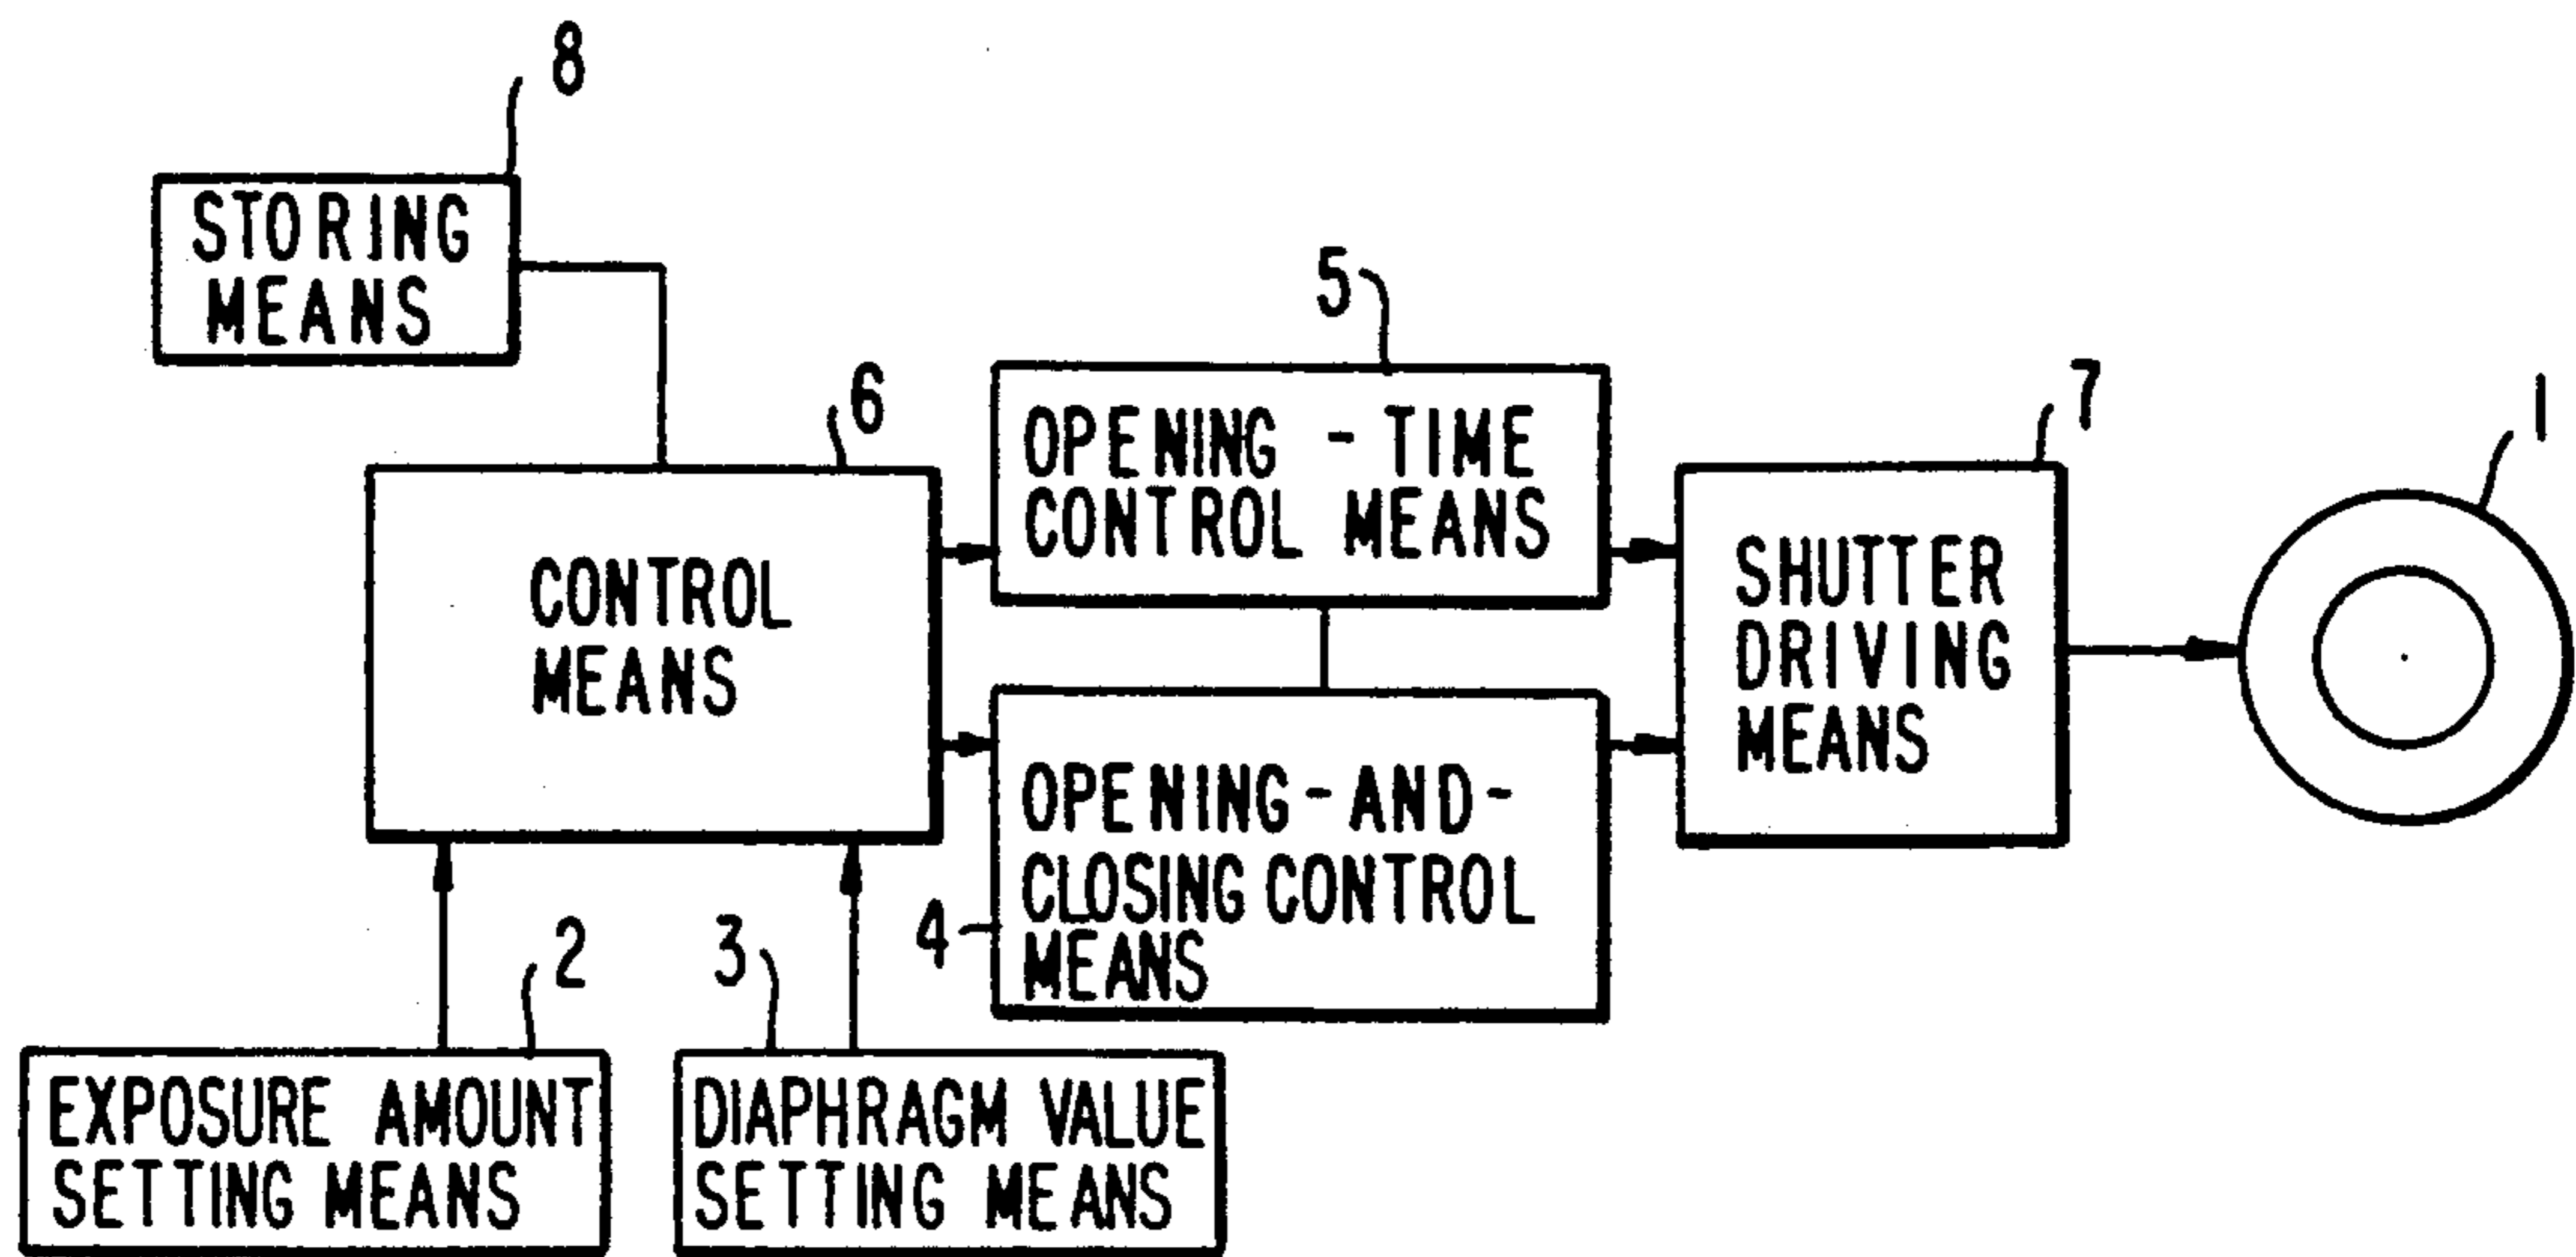 8
STORING
MEANS
5
6
7
1
OPENING - TIME
CONTROL MEANS
CONTROL
MEANS
SHUTTER
DRIVING
MEANS
OPENING - AND -
CLOSING CONTROL
MEANS
4
2
3
EXPOSURE AMOUNT
SETTING MEANS
DIAPHRAGM VALUE
SETTING MEANS